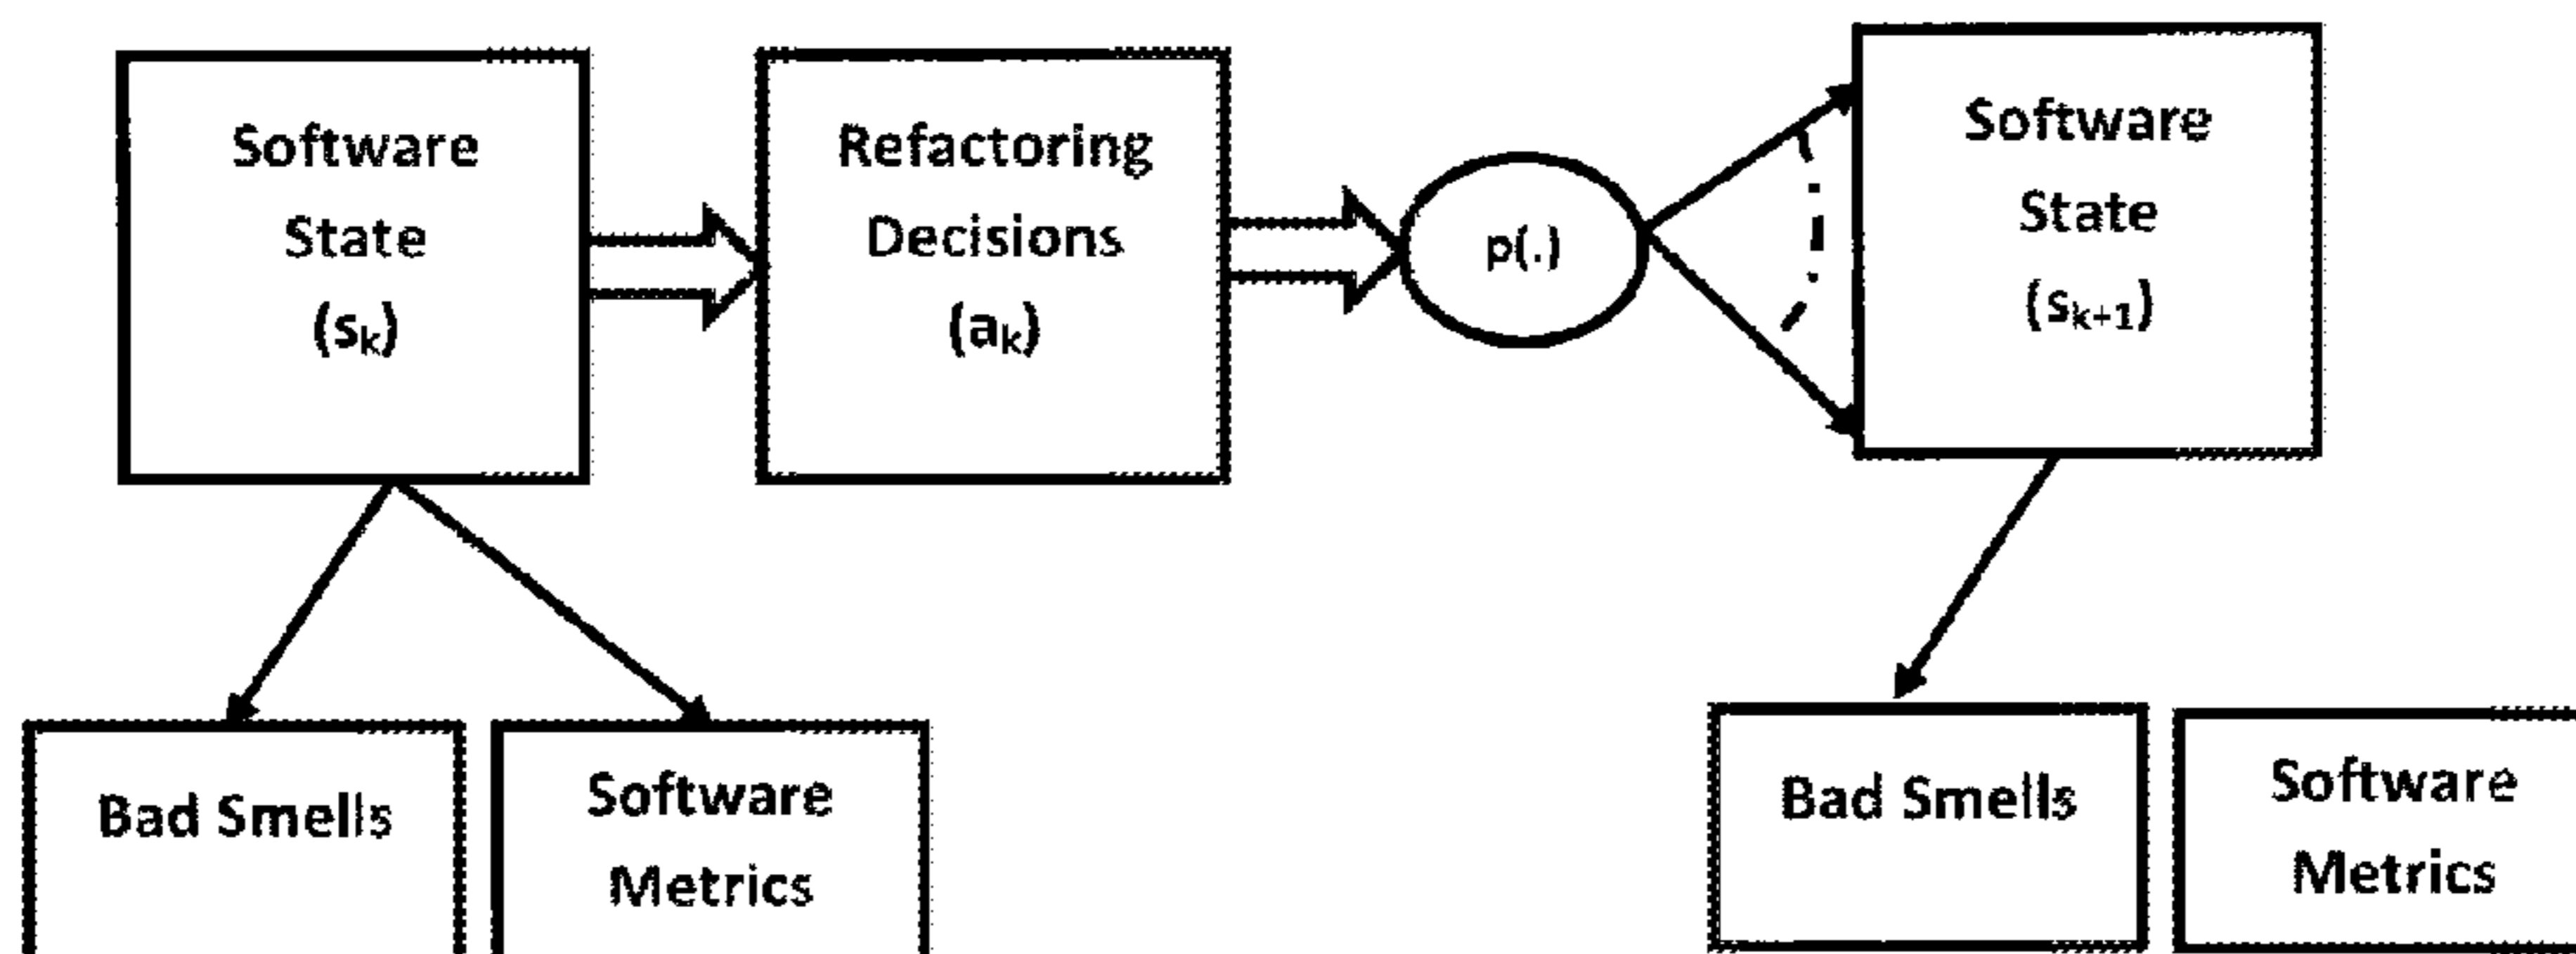 Software
State
(sₖ)
Refactoring
Decisions
(aₖ)
p(.)
Software
State
(sₖ₊₁)
Bad Smells
Software
Metrics
Bad Smells
Software
Metrics